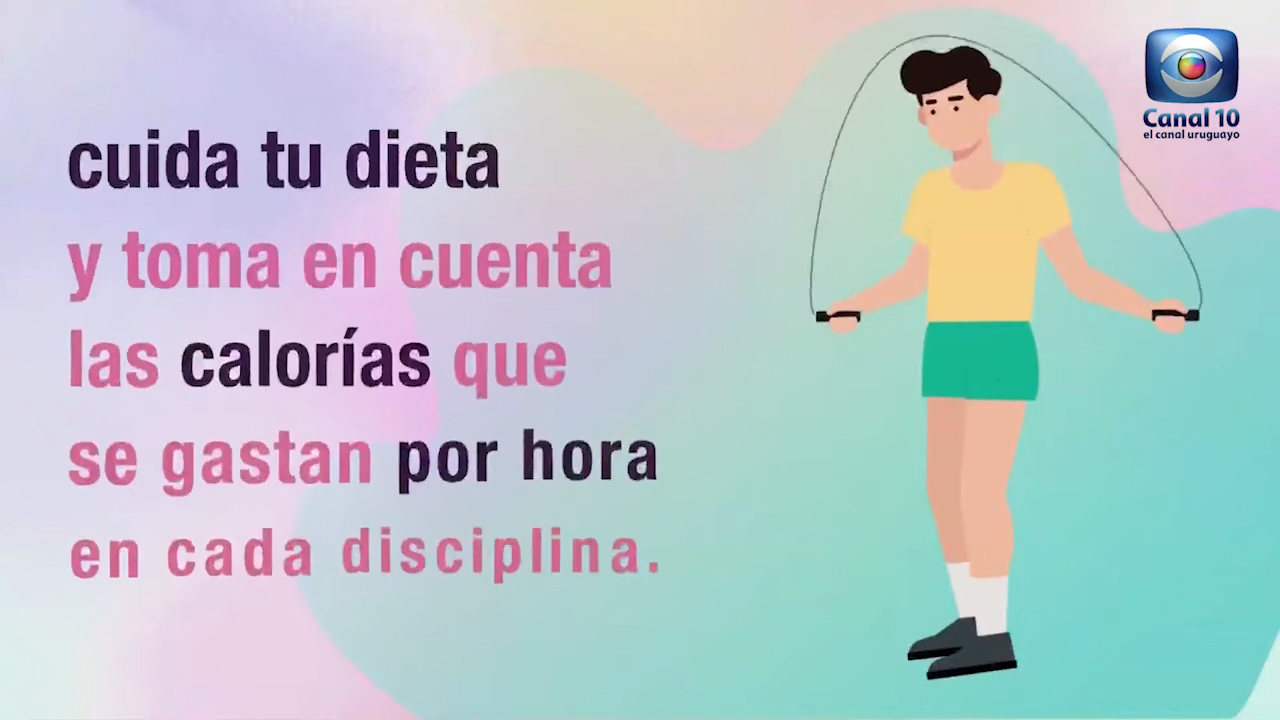 cuida tu dieta
y toma en cuenta
las calorías que
se gastan por hora
en cada disciplina.
Canal 10
el canal uruguayo